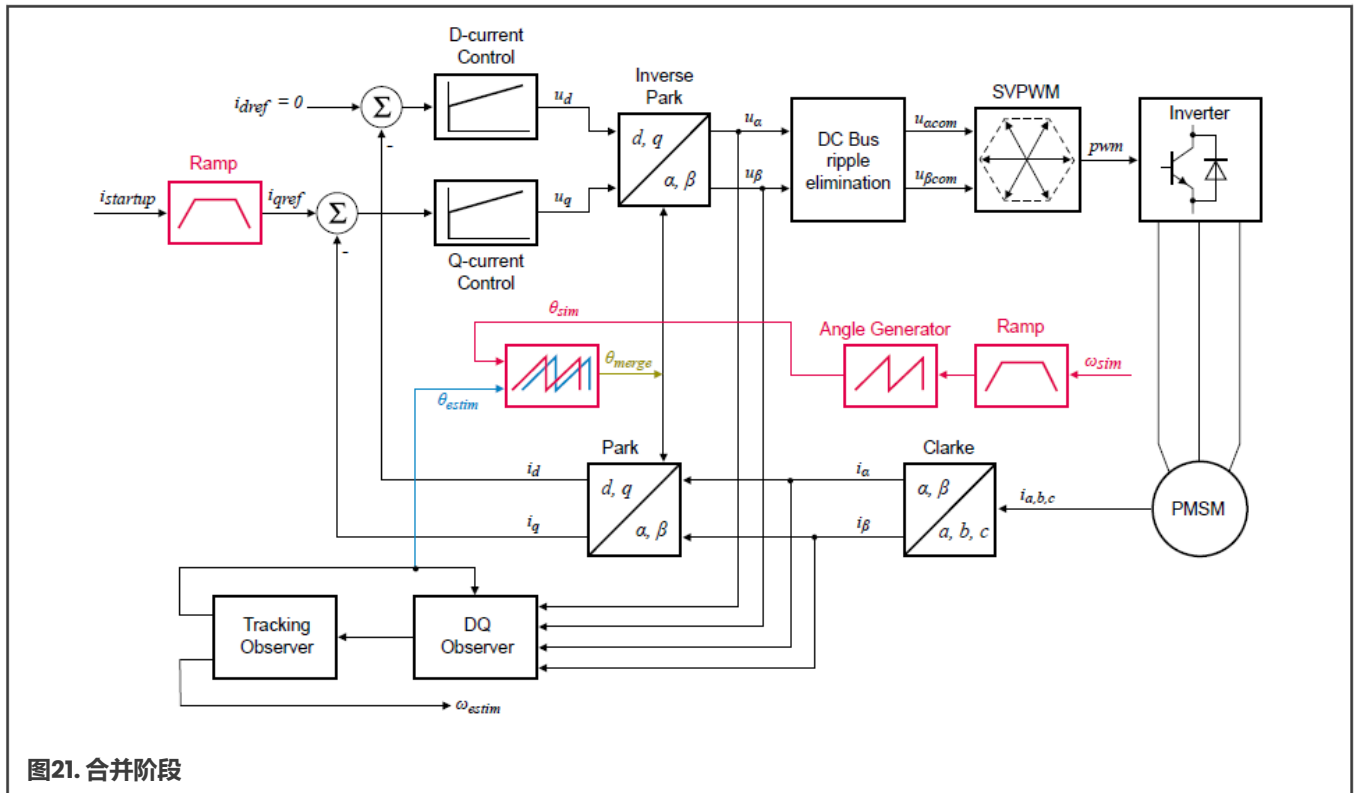 D-current
Control
i_dref = 0
Σ
-
u_d
Inverse
Park
d, q
α, β
u_α
u_β
DC Bus
ripple
elimination
u_αcom
u_βcom
SVPWM
pwm
Inverter
Ramp
i_startup
i_qref
Σ
-
u_q
Q-current
Control
θ_sim
θ_merge
θ_estim
Angle Generator
Ramp
ω_sim
Park
i_d
d, q
i_q
α, β
i_α
i_β
Clarke
α, β
a, b, c
i_a,b,c
PMSM
Tracking
Observer
DQ
Observer
ω_estim
图21. 合并阶段